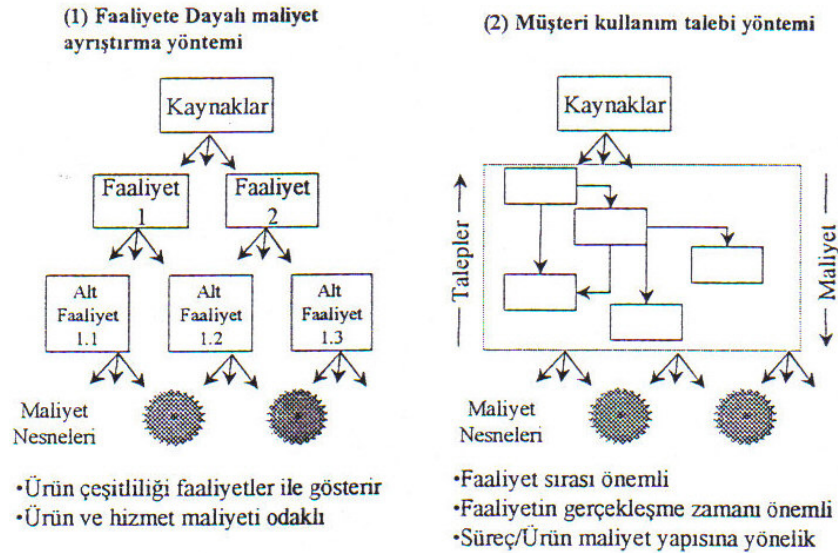 (1) Faaliyete Dayalı maliyet
ayrıştırma yöntemi
Kaynaklar
Faaliyet
1
Faaliyet
2
Alt
Faaliyet
1.1
Alt
Faaliyet
1.2
Alt
Faaliyet
1.3
Maliyet
Nesneleri
•Ürün çeşitliliği faaliyetler ile gösterir
•Ürün ve hizmet maliyeti odaklı
(2) Müşteri kullanım talebi yöntemi
Kaynaklar
Talepler
Maliyet
Maliyet
Nesneleri
•Faaliyet sırası önemli
•Faaliyetin gerçekleşme zamanı önemli
•Süreç/Ürün maliyet yapısına yönelik